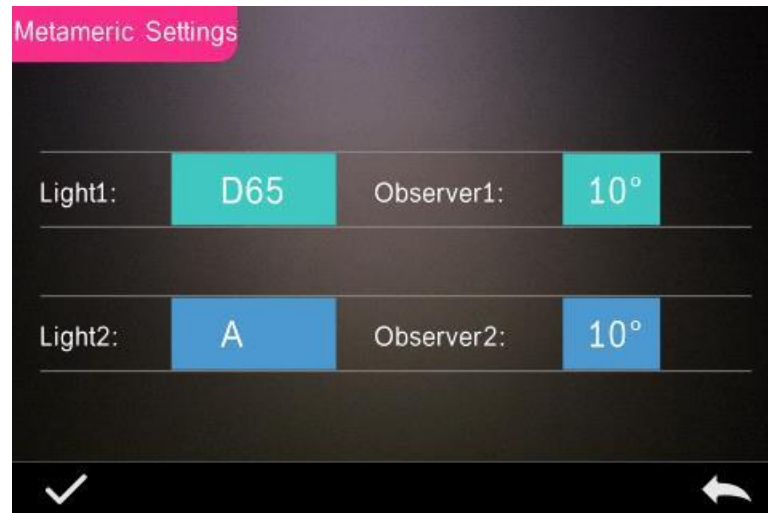 Metameric Settings
Light1: D65 Observer1: 10°
Light2: A Observer2: 10°